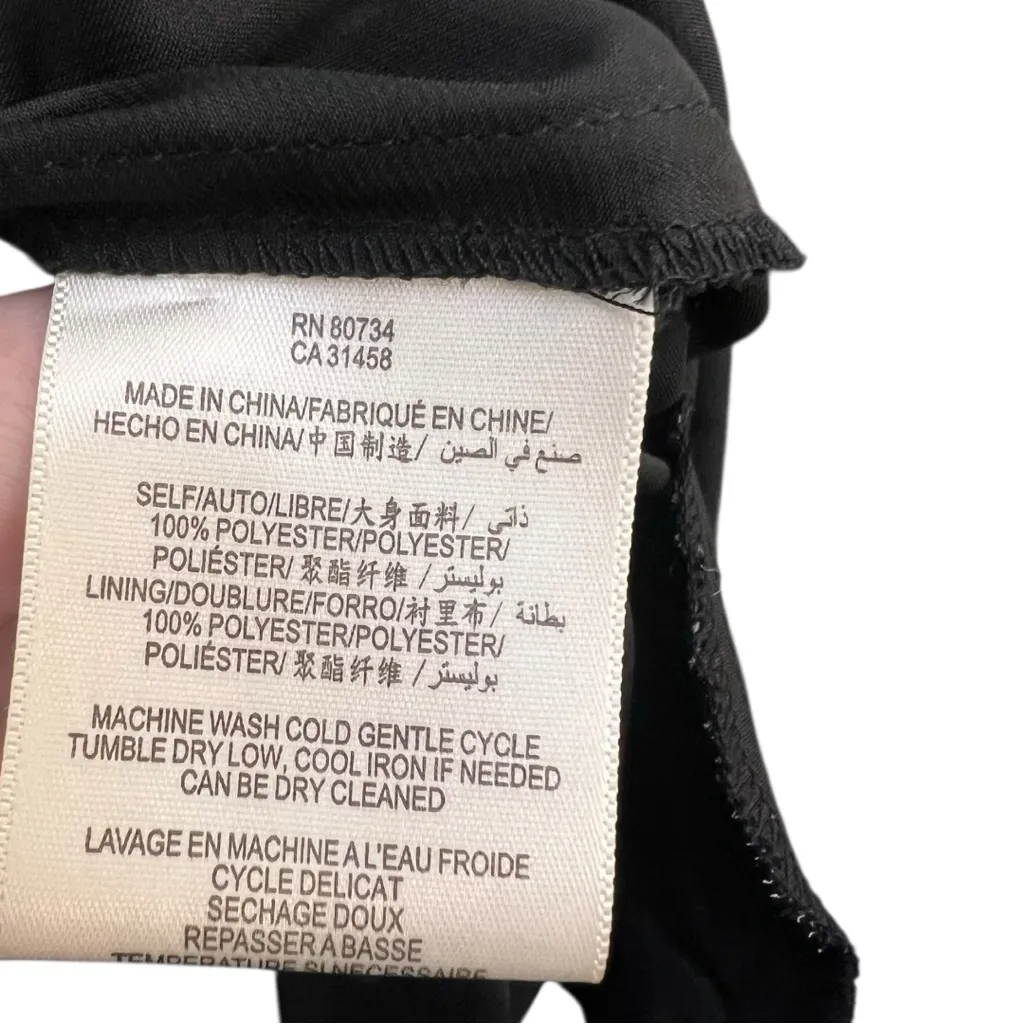 RN 80734
CA 31458
MADE IN CHINA/FABRIQUÉ EN CHINE/
HECHO EN CHINA/中国制造/ صنع في الصين
SELF/AUTO/LIBRE/大身面料/ ذاتي
100% POLYESTER/POLYESTER/
POLIÉSTER/ 聚酯纤维 / بوليستر
LINING/DOUBLURE/FORRO/衬里布/ بطانة
100% POLYESTER/POLYESTER/
POLIÉSTER/ 聚酯纤维 / بوليستر
MACHINE WASH COLD GENTLE CYCLE
TUMBLE DRY LOW, COOL IRON IF NEEDED
CAN BE DRY CLEANED
LAVAGE EN MACHINE A L'EAU FROIDE
CYCLE DELICAT
SECHAGE DOUX
REPASSER A BASSE
TEMPERATURE SI NECESSAIRE